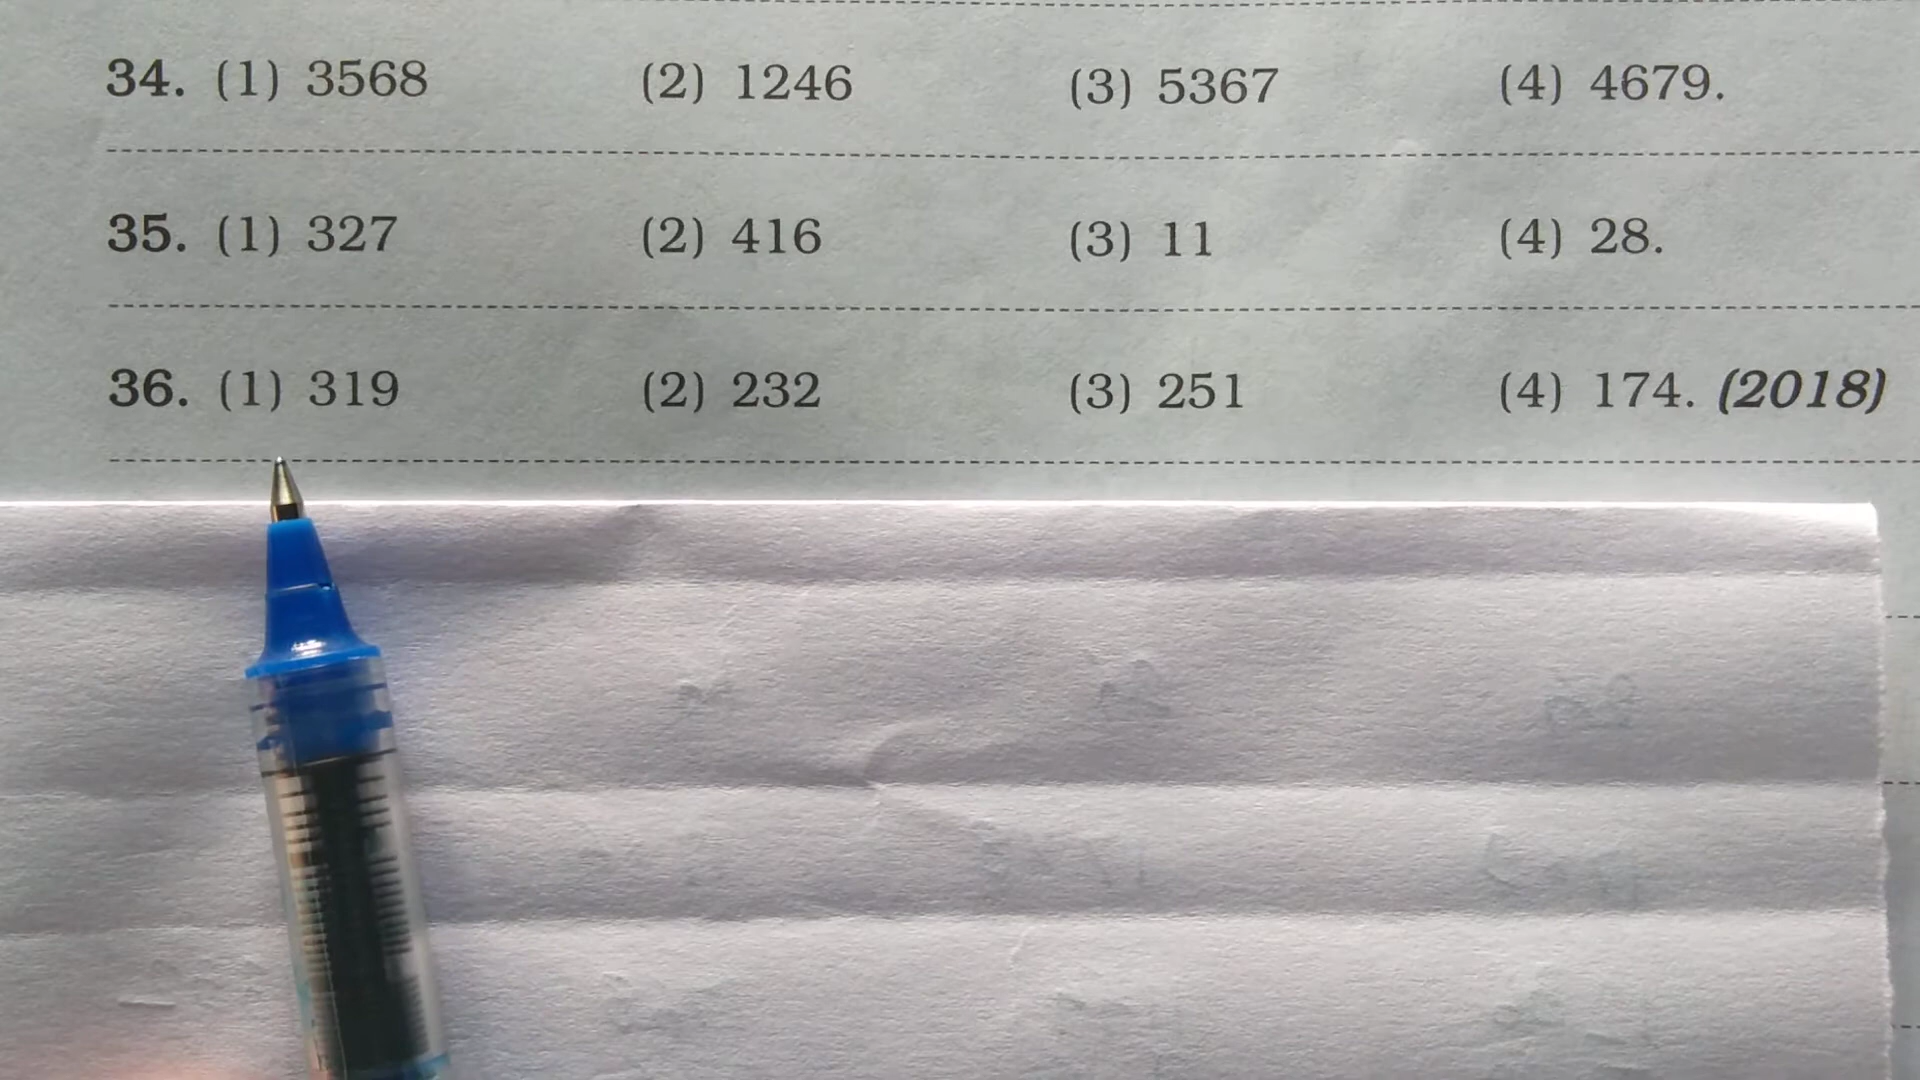 34. (1) 3568 (2) 1246 (3) 5367 (4) 4679.
35. (1) 327 (2) 416 (3) 11 (4) 28.
36. (1) 319 (2) 232 (3) 251 (4) 174. (2018)